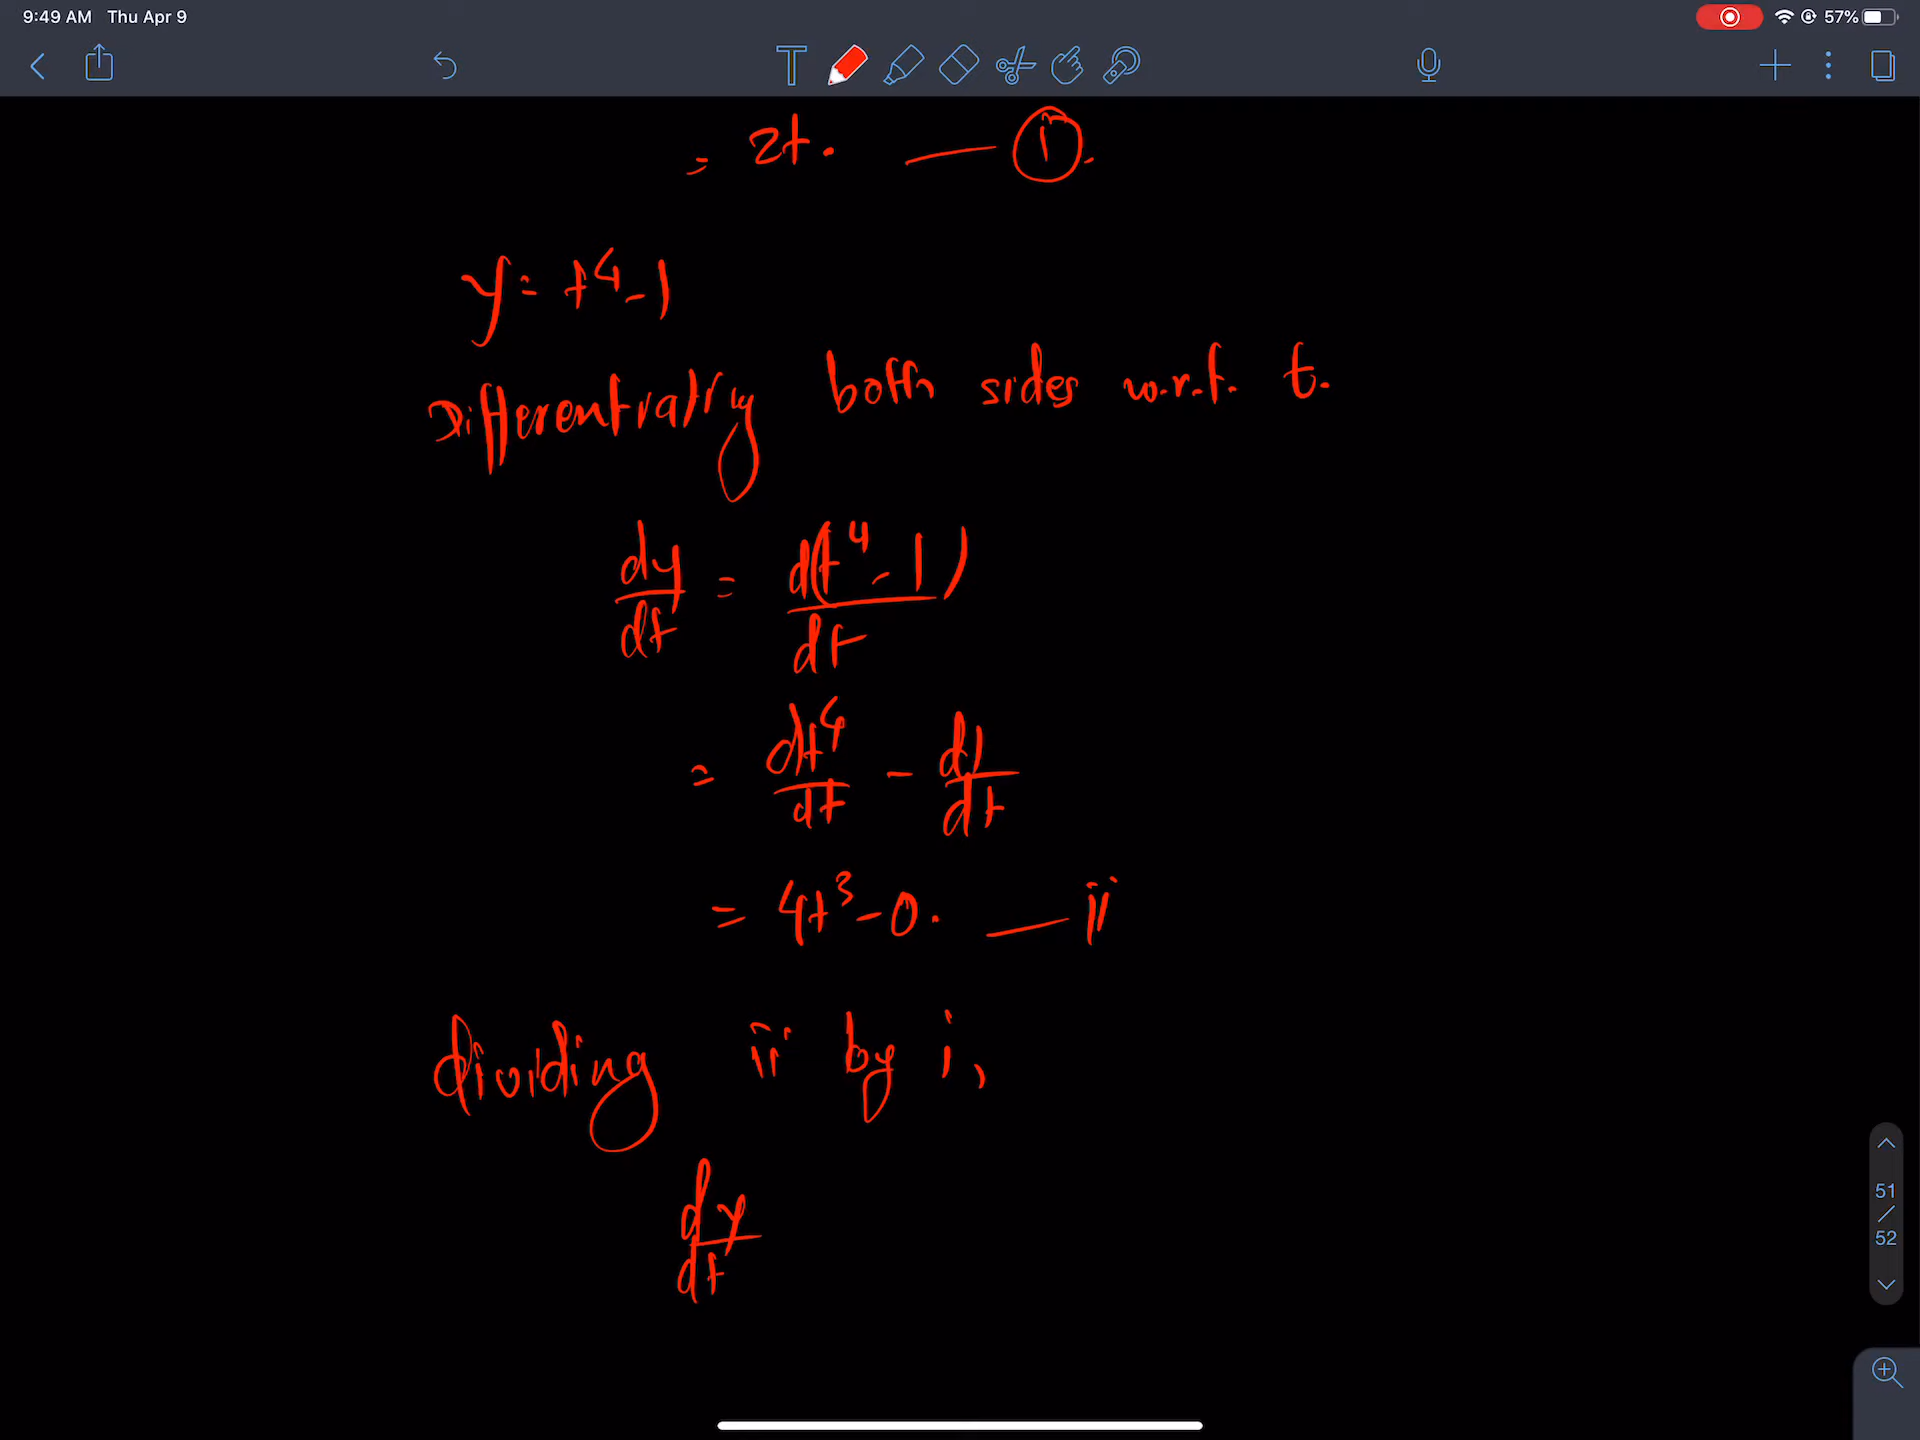 9:49 AM Thu Apr 9
57%
T
= 2t. — (i).
y = t⁴ - 1
Differentiating both sides w.r.t. t.
dy/dt = d(t⁴ - 1)/dt
= dt⁴/dt - d1/dt
= 4t³ - 0. — ii
dividing ii by i,
dy/dt
51
/
52